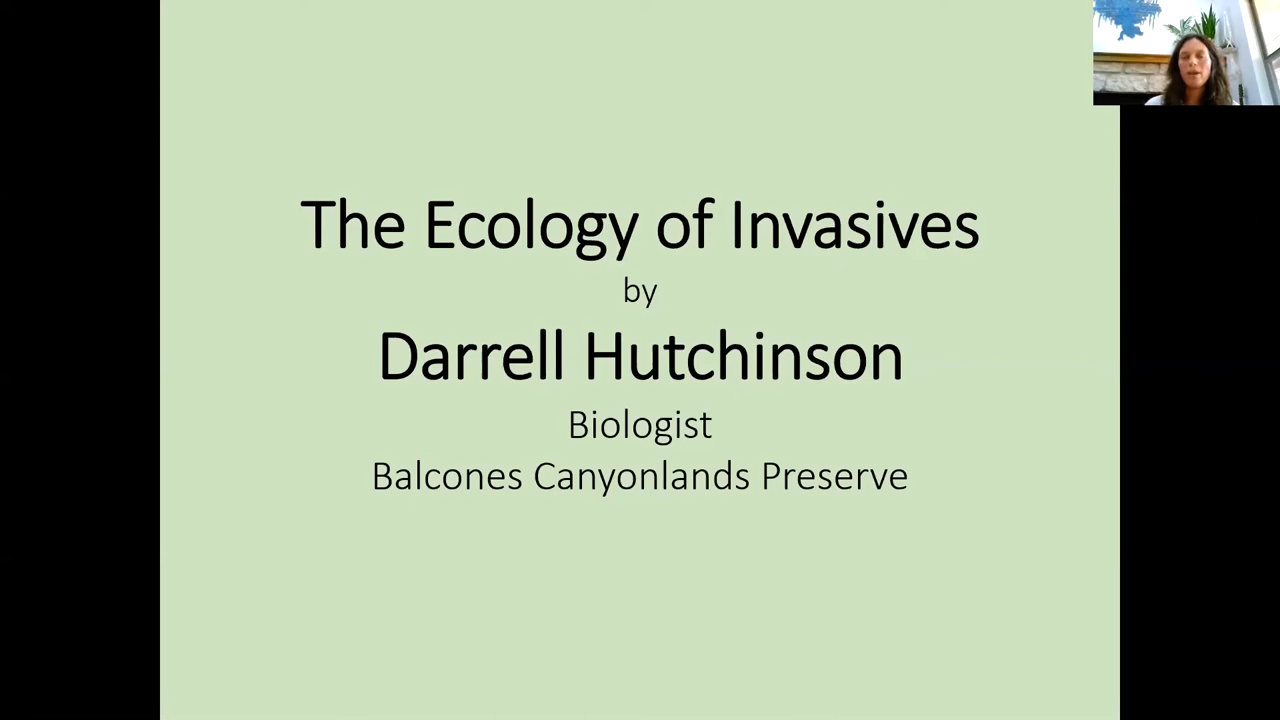 The Ecology of Invasives
by
Darrell Hutchinson
Biologist
Balcones Canyonlands Preserve